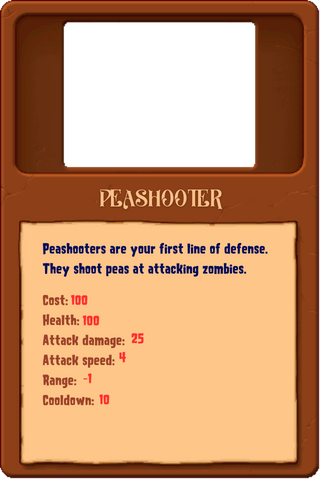 PEASHOOTER
Peashooters are your first line of defense.
They shoot peas at attacking zombies.
Cost: 100
Health: 100
Attack damage: 25
Attack speed: 4
Range: -1
Cooldown: 10